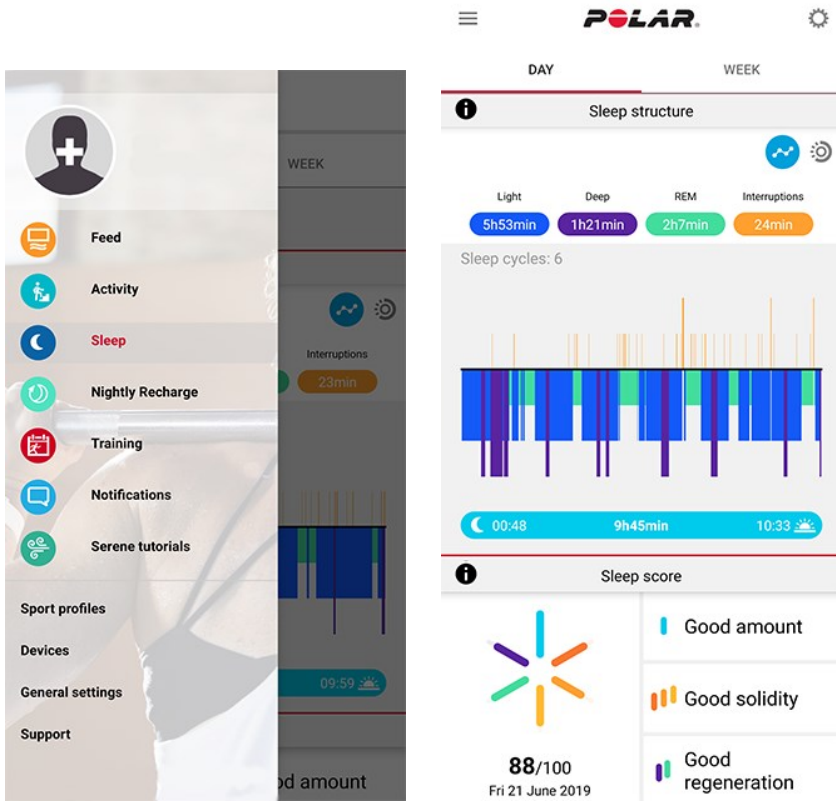 WEEK
Feed
Activity
Sleep
Interruptions
Nightly Recharge
23min
Training
Notifications
Serene tutorials
Sport profiles
Devices
09:59
General settings
Support
od amount
POLAR.
DAY WEEK
Sleep structure
Light Deep REM Interruptions
5h53min 1h21min 2h7min 24min
Sleep cycles: 6
00:48 9h45min 10:33
Sleep score
Good amount
Good solidity
88/100
Fri 21 June 2019
Good
regeneration